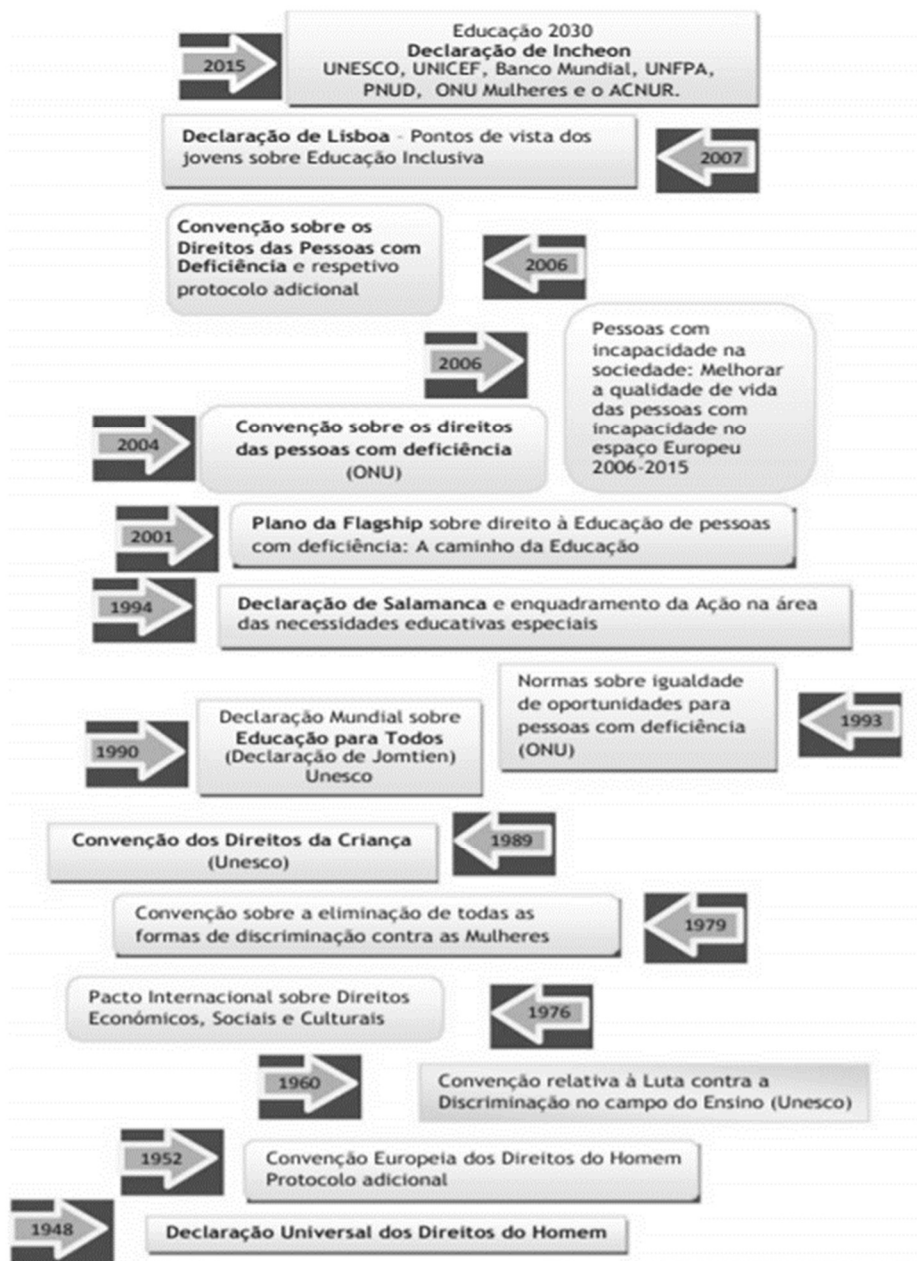 2015
Educação 2030
Declaração de Incheon
UNESCO, UNICEF, Banco Mundial, UNFPA,
PNUD, ONU Mulheres e o ACNUR.
Declaração de Lisboa - Pontos de vista dos
jovens sobre Educação Inclusiva
2007
Convenção sobre os
Direitos das Pessoas com
Deficiência e respetivo
protocolo adicional
2006
2006
Pessoas com
incapacidade na
sociedade: Melhorar
a qualidade de vida
das pessoas com
incapacidade no
espaço Europeu
2006-2015
2004
Convenção sobre os direitos
das pessoas com deficiência
(ONU)
2001
Plano da Flagship sobre direito à Educação de pessoas
com deficiência: A caminho da Educação
1994
Declaração de Salamanca e enquadramento da Ação na área
das necessidades educativas especiais
Normas sobre igualdade
de oportunidades para
pessoas com deficiência
(ONU)
1993
1990
Declaração Mundial sobre
Educação para Todos
(Declaração de Jomtien)
Unesco
Convenção dos Direitos da Criança
(Unesco)
1989
Convenção sobre a eliminação de todas as
formas de discriminação contra as Mulheres
1979
Pacto Internacional sobre Direitos
Económicos, Sociais e Culturais
1976
1960
Convenção relativa à Luta contra a
Discriminação no campo do Ensino (Unesco)
1952
Convenção Europeia dos Direitos do Homem
Protocolo adicional
1948
Declaração Universal dos Direitos do Homem